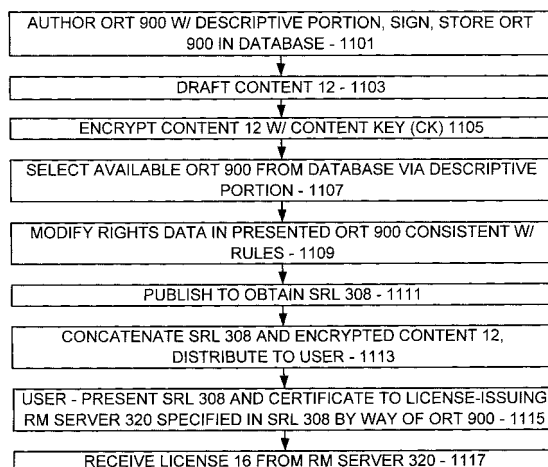 AUTHOR ORT 900 W/ DESCRIPTIVE PORTION, SIGN, STORE ORT
900 IN DATABASE - 1101
DRAFT CONTENT 12 - 1103
ENCRYPT CONTENT 12 W/ CONTENT KEY (CK) 1105
SELECT AVAILABLE ORT 900 FROM DATABASE VIA DESCRIPTIVE
PORTION - 1107
MODIFY RIGHTS DATA IN PRESENTED ORT 900 CONSISTENT W/
RULES - 1109
PUBLISH TO OBTAIN SRL 308 - 1111
CONCATENATE SRL 308 AND ENCRYPTED CONTENT 12,
DISTRIBUTE TO USER - 1113
USER - PRESENT SRL 308 AND CERTIFICATE TO LICENSE-ISSUING
RM SERVER 320 SPECIFIED IN SRL 308 BY WAY OF ORT 900 - 1115
RECEIVE LICENSE 16 FROM RM SERVER 320 - 1117